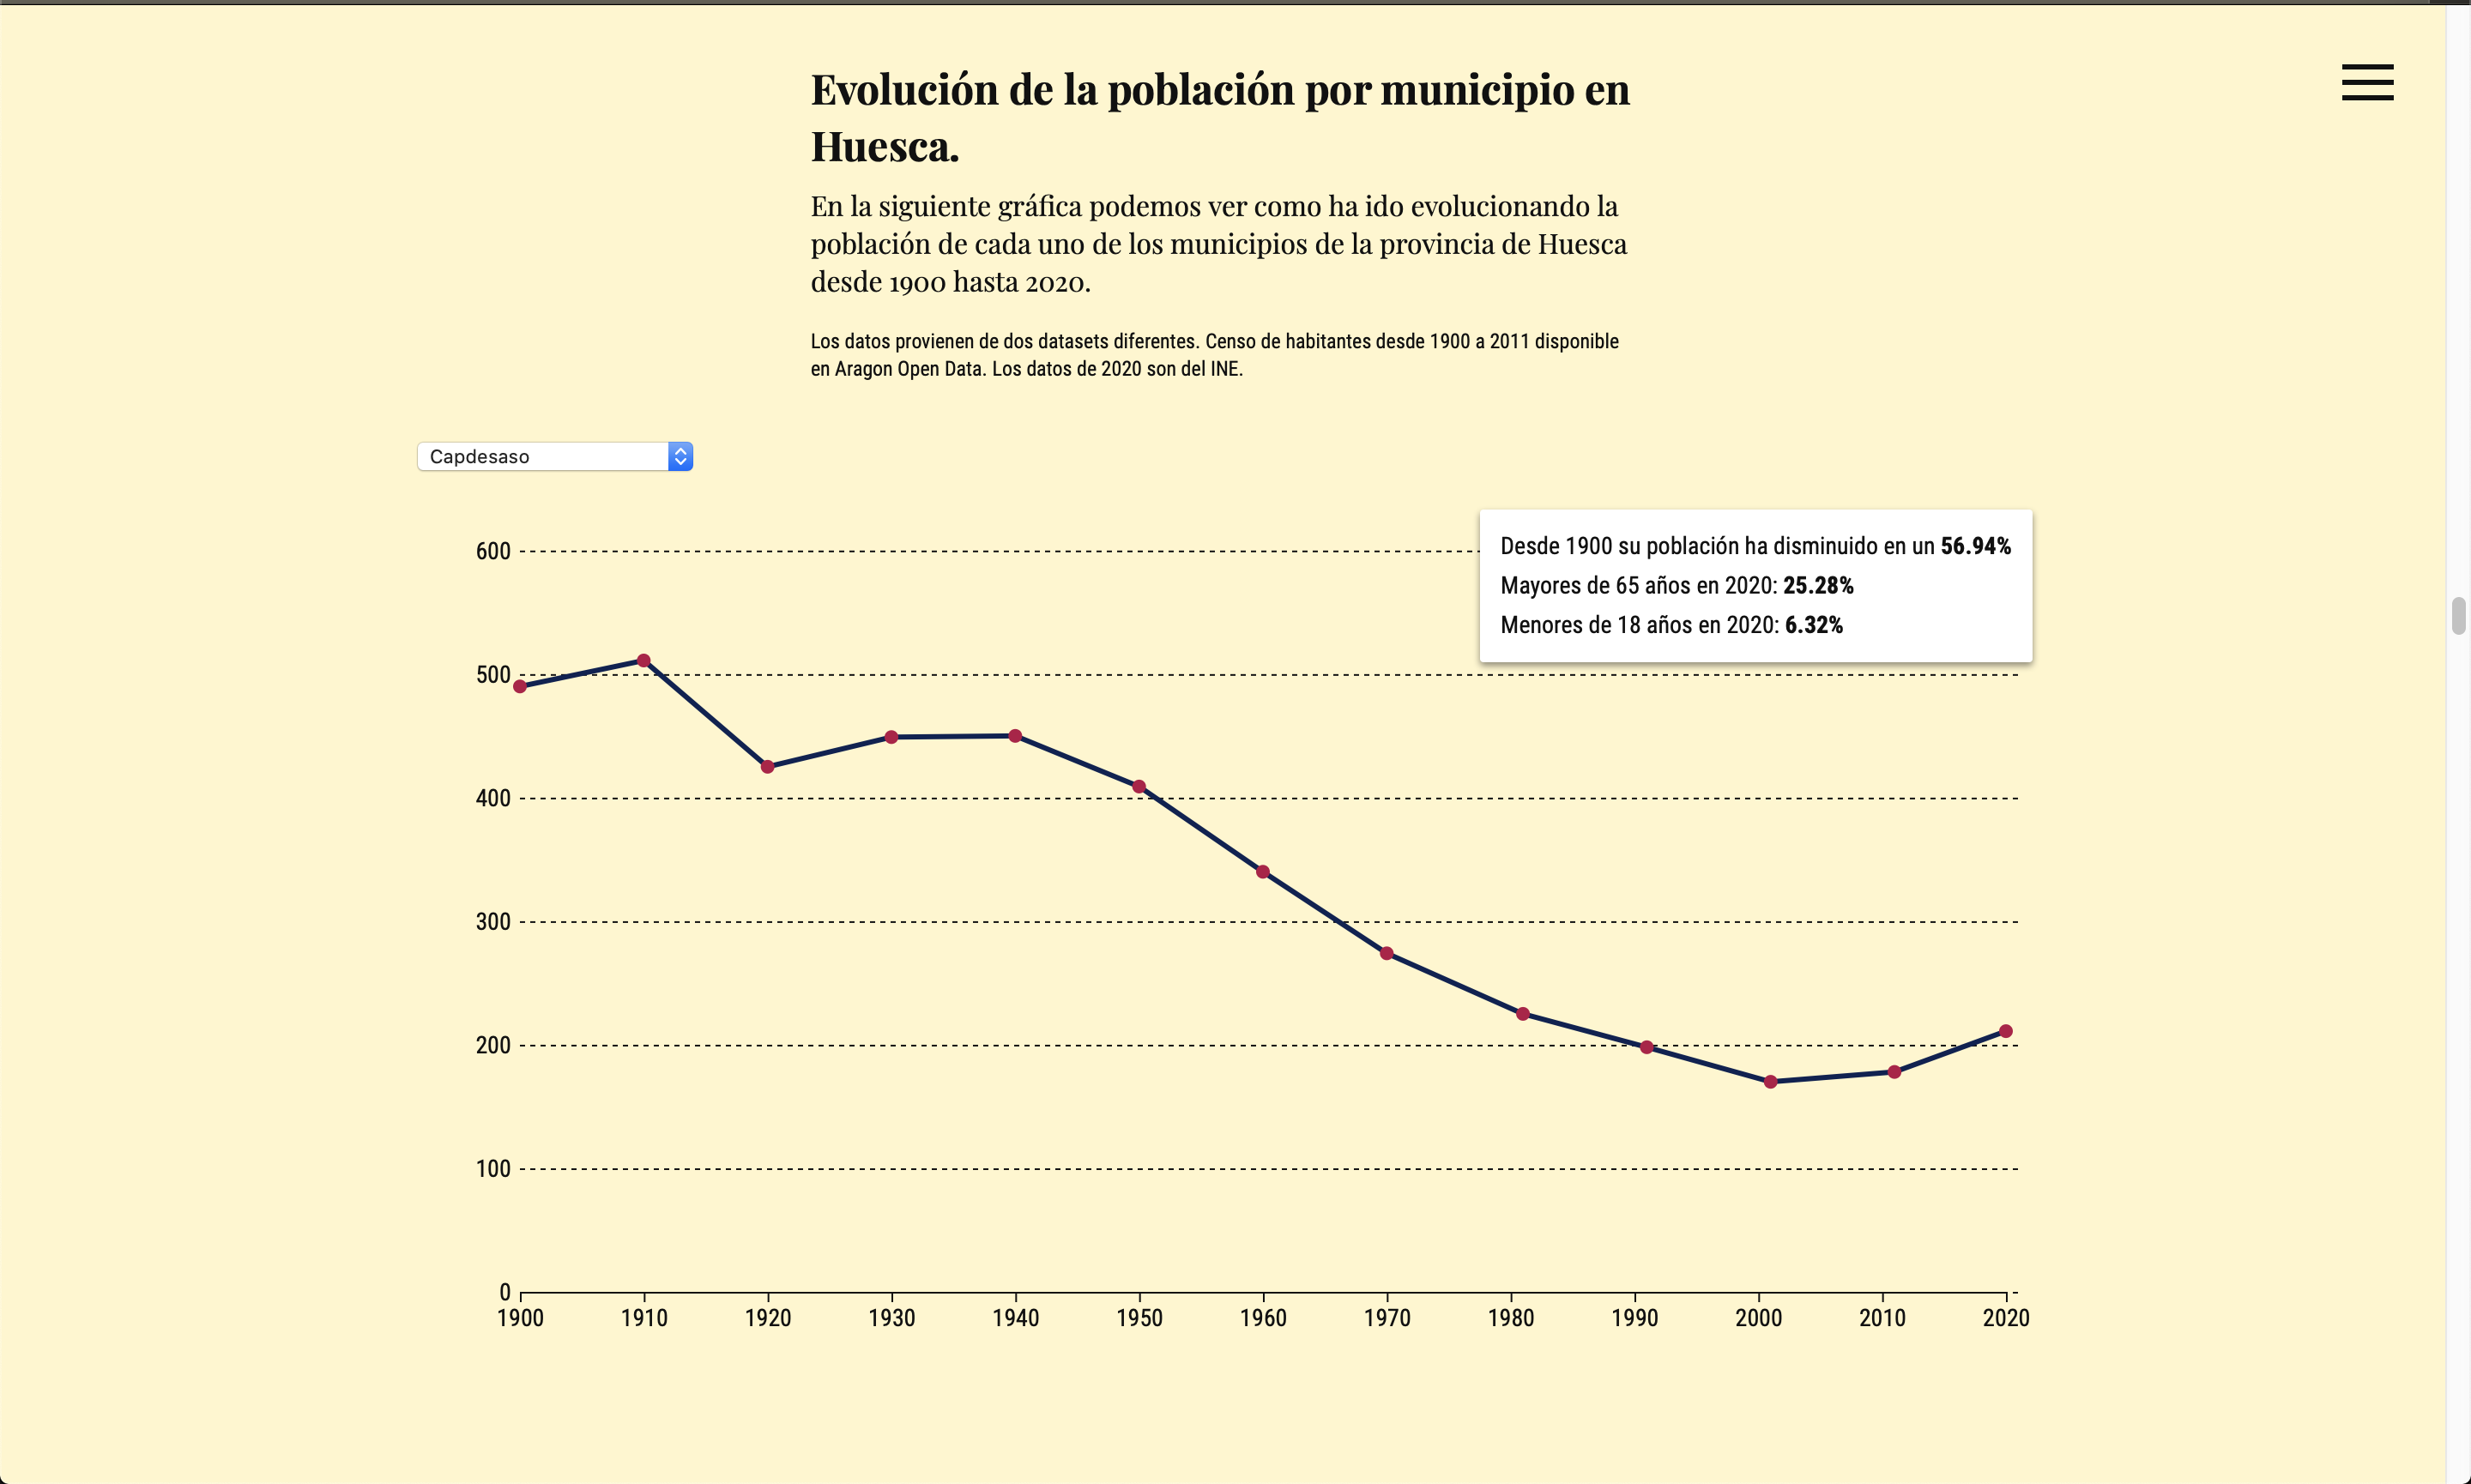 Evolución de la población por municipio en
Huesca.
En la siguiente gráfica podemos ver como ha ido evolucionando la
población de cada uno de los municipios de la provincia de Huesca
desde 1900 hasta 2020.
Los datos provienen de dos datasets diferentes. Censo de habitantes desde 1900 a 2011 disponible
en Aragon Open Data. Los datos de 2020 son del INE.
Capdesaso
Desde 1900 su población ha disminuido en un 56.94%
Mayores de 65 años en 2020: 25.28%
Menores de 18 años en 2020: 6.32%
600
500
400
300
200
100
0
1900 1910 1920 1930 1940 1950 1960 1970 1980 1990 2000 2010 2020